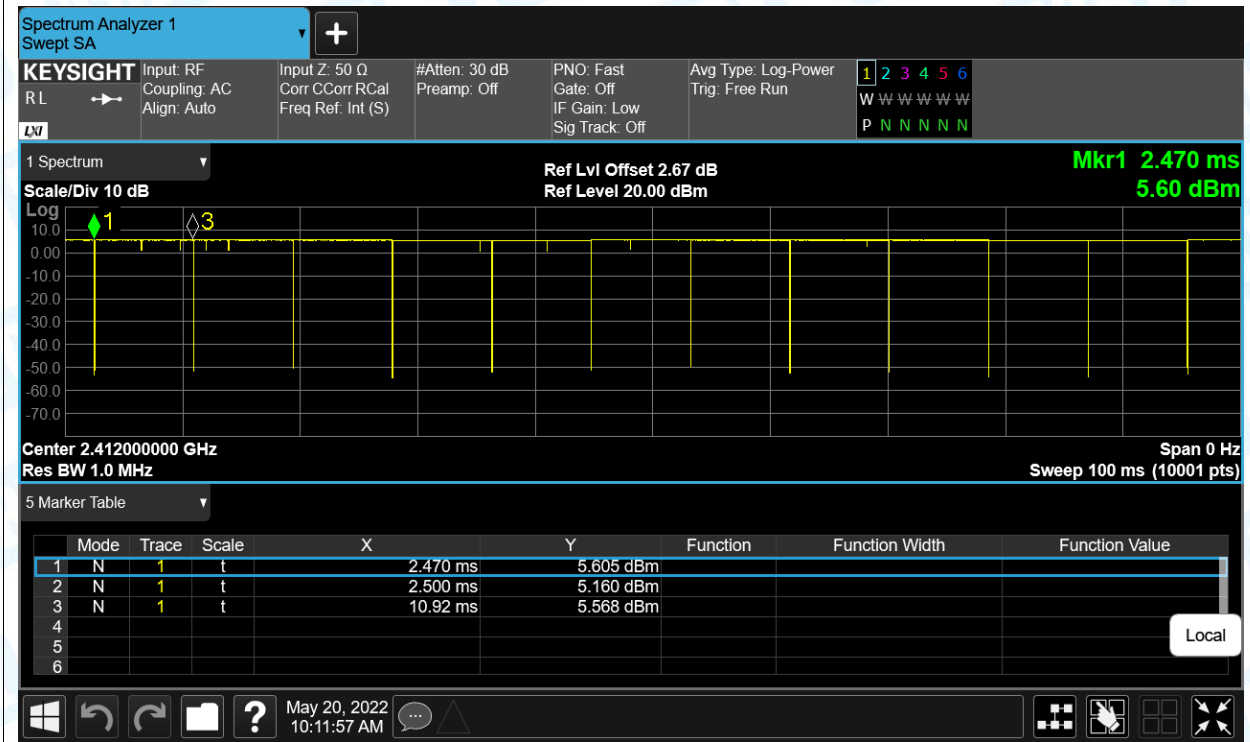 Spectrum Analyzer 1
Swept SA
▼
+
KEYSIGHT
R L
LXI
Input: RF
Coupling: AC
Align: Auto
Input Z: 50 Ω
Corr CCorr RCal
Freq Ref: Int (S)
#Atten: 30 dB
Preamp: Off
PNO: Fast
Gate: Off
IF Gain: Low
Sig Track: Off
Avg Type: Log-Power
Trig: Free Run
1 2 3 4 5 6
W W W W W W
P N N N N N
1 Spectrum ▼
Scale/Div 10 dB
Ref Lvl Offset 2.67 dB
Ref Level 20.00 dBm
Mkr1 2.470 ms
5.60 dBm
Log
1
3
10.0
0.00
-10.0
-20.0
-30.0
-40.0
-50.0
-60.0
-70.0
Center 2.412000000 GHz
Res BW 1.0 MHz
Span 0 Hz
Sweep 100 ms (10001 pts)
5 Marker Table ▼
Mode Trace Scale X Y Function Function Width Function Value
1 N 1 t 2.470 ms 5.605 dBm
2 N 1 t 2.500 ms 5.160 dBm
3 N 1 t 10.92 ms 5.568 dBm
4
5
6
Local
?
May 20, 2022
10:11:57 AM